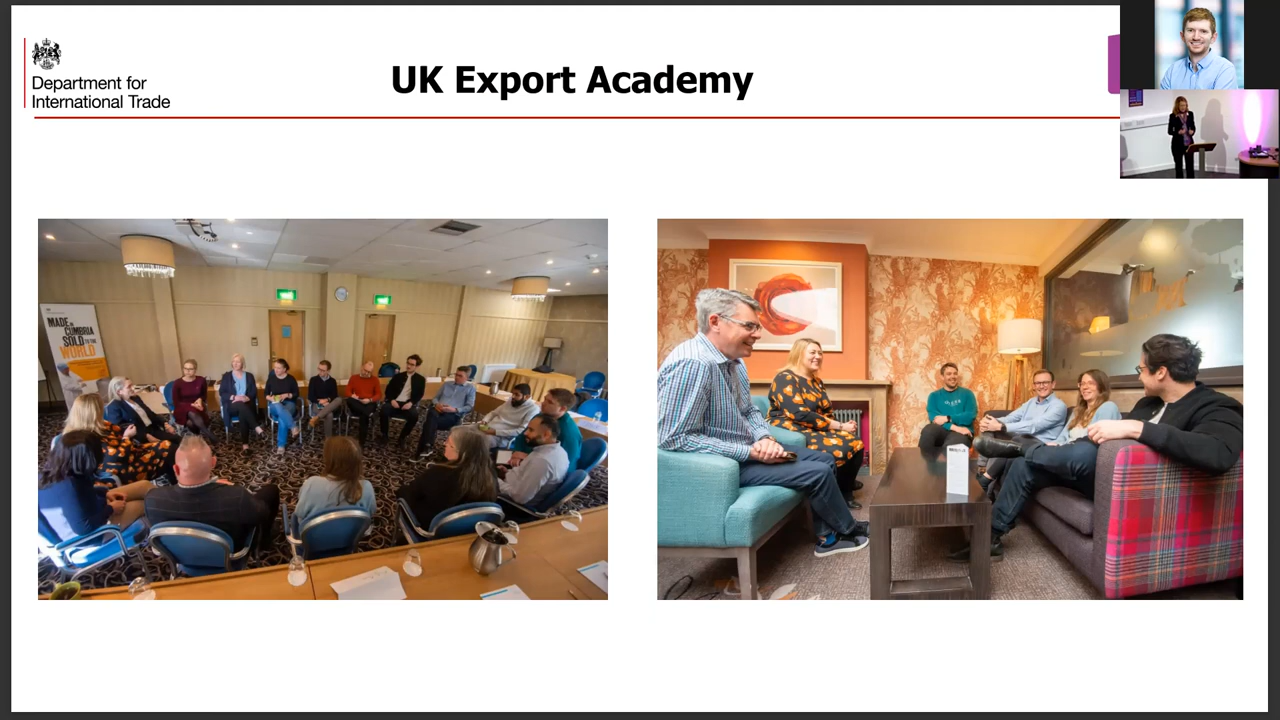 Department for
International Trade
UK Export Academy
MADE IN
CUMBRIA
SOLD TO THE
WORLD